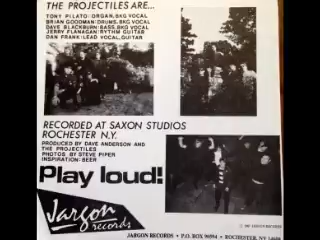 THE PROJECTILES ARE...
TONY PILATO: ORGAN, BKG VOCAL
BRIAN GOODMAN: DRUMS, BKG VOCAL
DAVE BLACKBURN: BASS, BKG VOCAL
JERRY FLANAGAN: RYTHM GUITAR
DAN FRANK: LEAD VOCAL, GUITAR
RECORDED AT SAXON STUDIOS
ROCHESTER N.Y.
PRODUCED BY DAVE ANDERSON AND
THE PROJECTILES
PHOTOS BY STEVE PIPER
INSPIRATION: BEER
Play loud!
Jargon
records
JARGON RECORDS • P.O. BOX 90594 • ROCHESTER, NY 14609